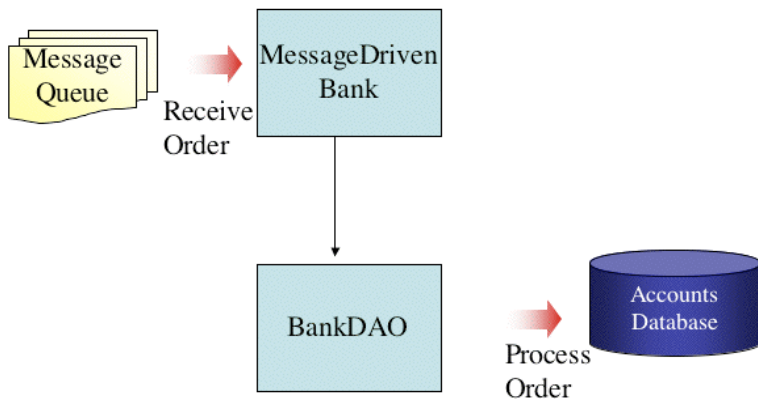 Message
Queue
Receive
Order
MessageDriven
Bank
BankDAO
Process
Order
Accounts
Database